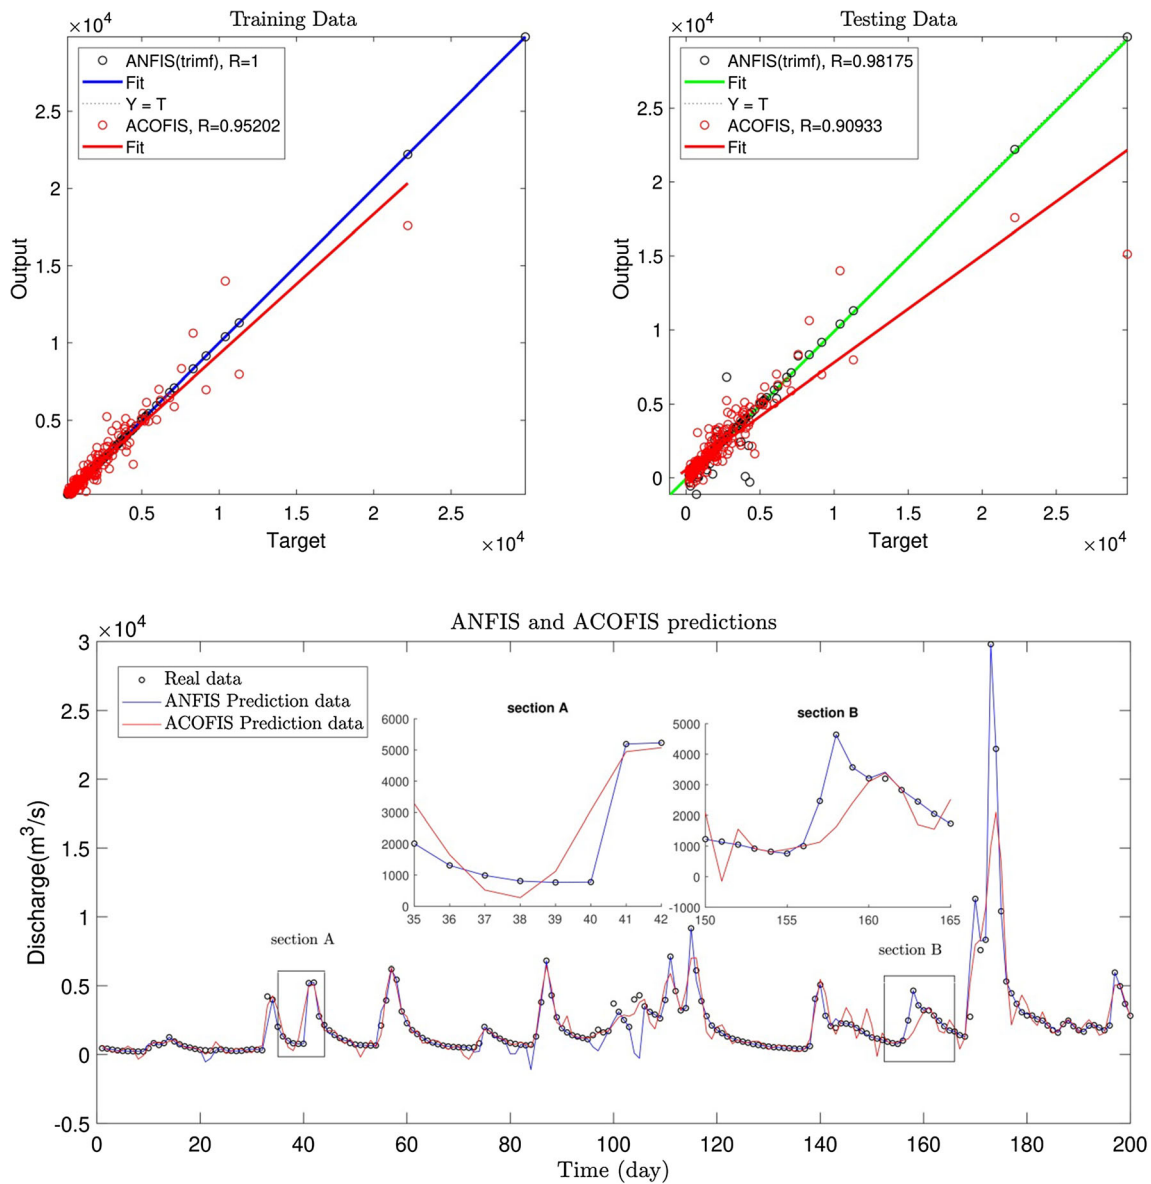 ×10⁴
Training Data
ANFIS(trimf), R=1
Fit
Y = T
ACOFIS, R=0.95202
Fit
2.5
2
1.5
1
0.5
Output
0.5 1 1.5 2 2.5
Target
×10⁴
×10⁴
Testing Data
ANFIS(trimf), R=0.98175
Fit
Y = T
ACOFIS, R=0.90933
Fit
2.5
2
1.5
1
0.5
0
Output
0 0.5 1 1.5 2 2.5
Target
×10⁴
×10⁴
ANFIS and ACOFIS predictions
Real data
ANFIS Prediction data
ACOFIS Prediction data
3
2.5
2
1.5
1
0.5
0
-0.5
Discharge(m³/s)
section A
6000
5000
4000
3000
2000
1000
0
35 36 37 38 39 40 41 42
section A
section B
5000
4000
3000
2000
1000
0
-1000
150 155 160 165
section B
0 20 40 60 80 100 120 140 160 180 200
Time (day)